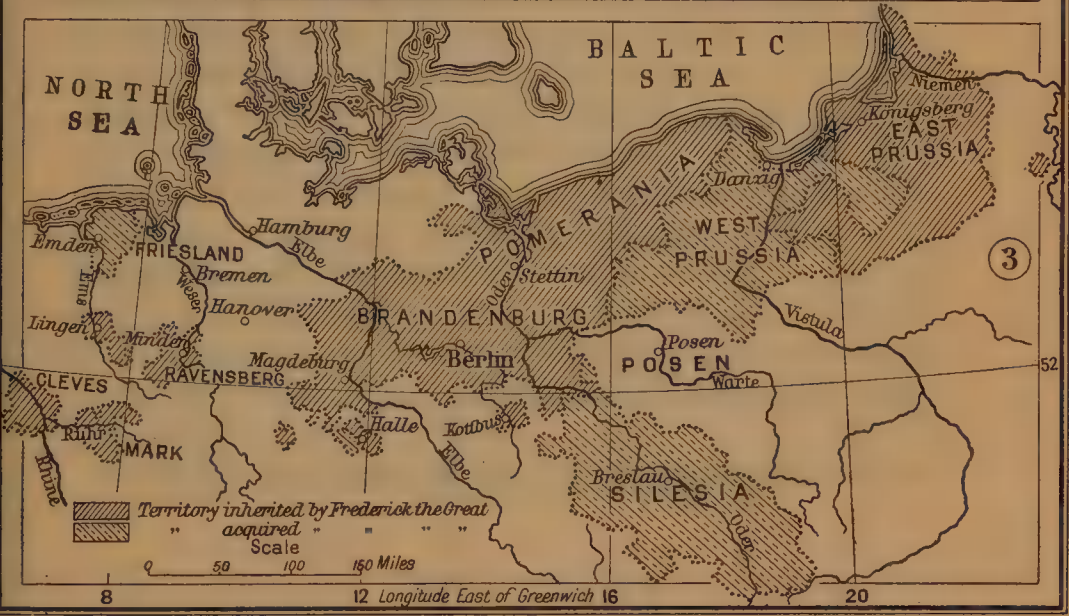 BALTIC
SEA
NORTH
SEA
Niemen
Königsberg
EAST
PRUSSIA
Danzig
POMERANIA
WEST
PRUSSIA
Hamburg
Elbe
Emden
FRIESLAND
Bremen
Ems
Weser
Stettin
Oder
3
Hanover
BRANDENBURG
Lingen
Minden
Vistula
Magdeburg
Berlin
Posen
POSEN
Warte
52
RAVENSBERG
CLEVES
Ruhr
MARK
Rhine
Halle
Elbe
Kottbus
Breslau
SILESIA
Oder
Territory inherited by Frederick the Great
" acquired " " " "
Scale
0 50 100 150 Miles
8 12 Longitude East of Greenwich 16 20